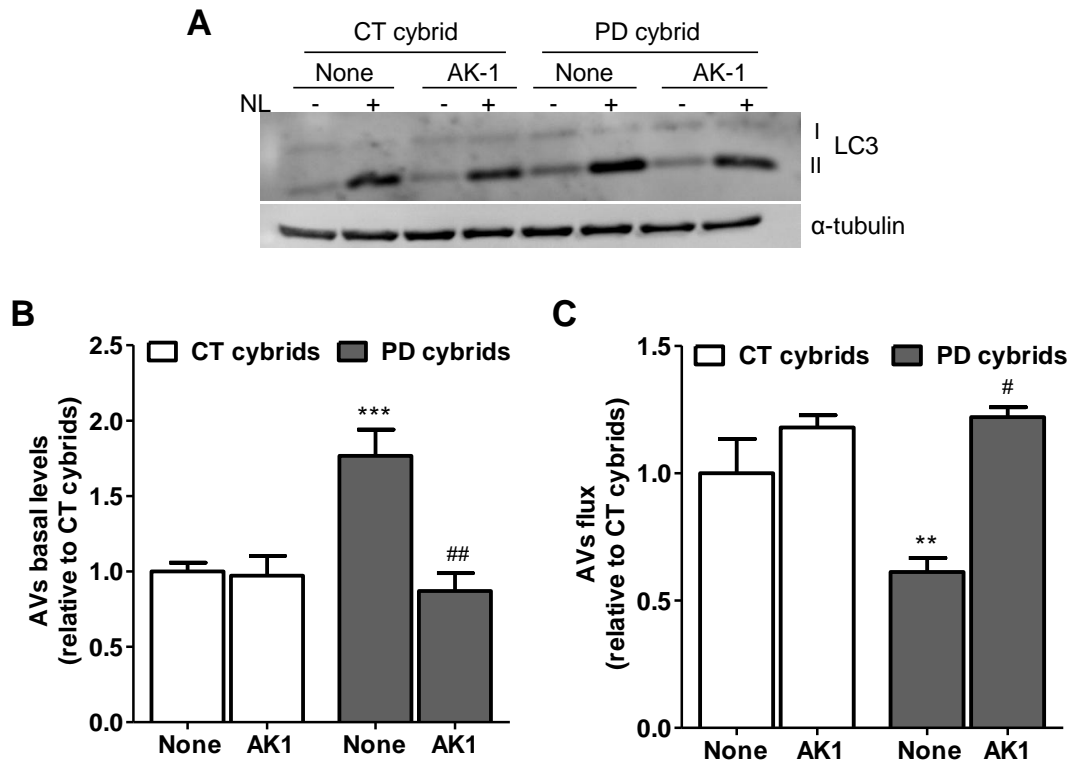 A
CT cybrid PD cybrid
None AK-1 None AK-1
NL - + - + - + - +
I
LC3
II
α-tubulin
B
CT cybrids PD cybrids
AVs basal levels
(relative to CT cybrids)
2.5
2.0
1.5
1.0
0.5
0.0
***
##
None AK1 None AK1
C
CT cybrids PD cybrids
AVs flux
(relative to CT cybrids)
1.5
1.0
0.5
0.0
**
#
None AK1 None AK1